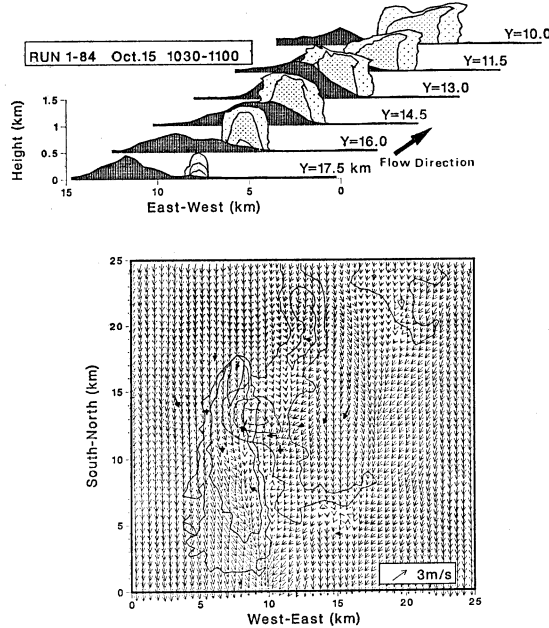 RUN 1-84 Oct.15 1030-1100
Y=10.0
Y=11.5
Y=13.0
Y=14.5
Y=16.0
Y=17.5 km
Flow Direction
Height (km)
1.5
1.0
0.5
0
15
10
5
0
East-West (km)
South-North (km)
25
20
15
10
5
0
0
5
10
15
20
25
3m/s
West-East (km)